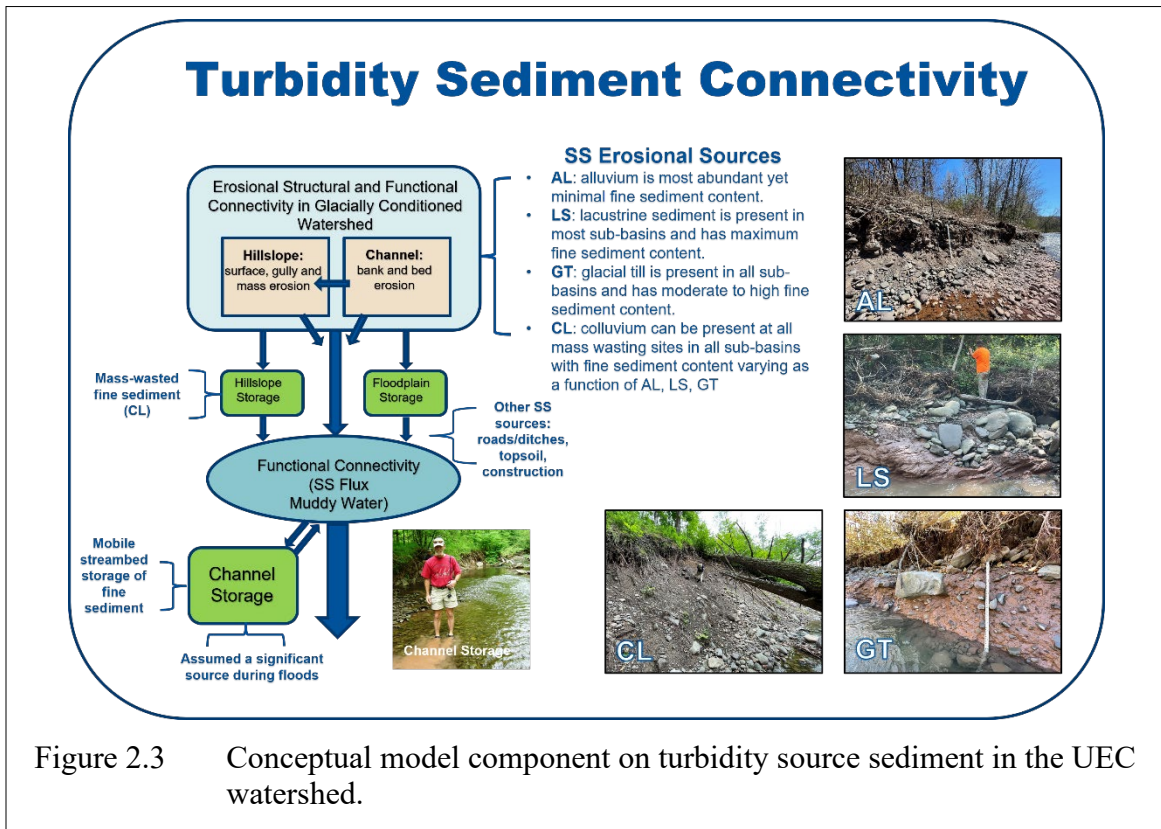 Turbidity Sediment Connectivity
Erosional Structural and Functional
Connectivity in Glacially Conditioned
Watershed
Hillslope:
surface, gully and
mass erosion
Channel:
bank and bed
erosion
SS Erosional Sources
• AL: alluvium is most abundant yet
minimal fine sediment content.
• LS: lacustrine sediment is present in
most sub-basins and has maximum
fine sediment content.
• GT: glacial till is present in all sub-
basins and has moderate to high fine
sediment content.
• CL: colluvium can be present at all
mass wasting sites in all sub-basins
with fine sediment content varying as
a function of AL, LS, GT
AL
Mass-wasted
fine sediment
(CL)
Hillslope
Storage
Floodplain
Storage
Other SS
sources:
roads/ditches,
topsoil,
construction
LS
Functional Connectivity
(SS Flux
Muddy Water)
Mobile
streambed
storage of
fine
sediment
Channel
Storage
Assumed a significant
source during floods
Channel Storage
CL
GT
Figure 2.3 Conceptual model component on turbidity source sediment in the UEC
watershed.